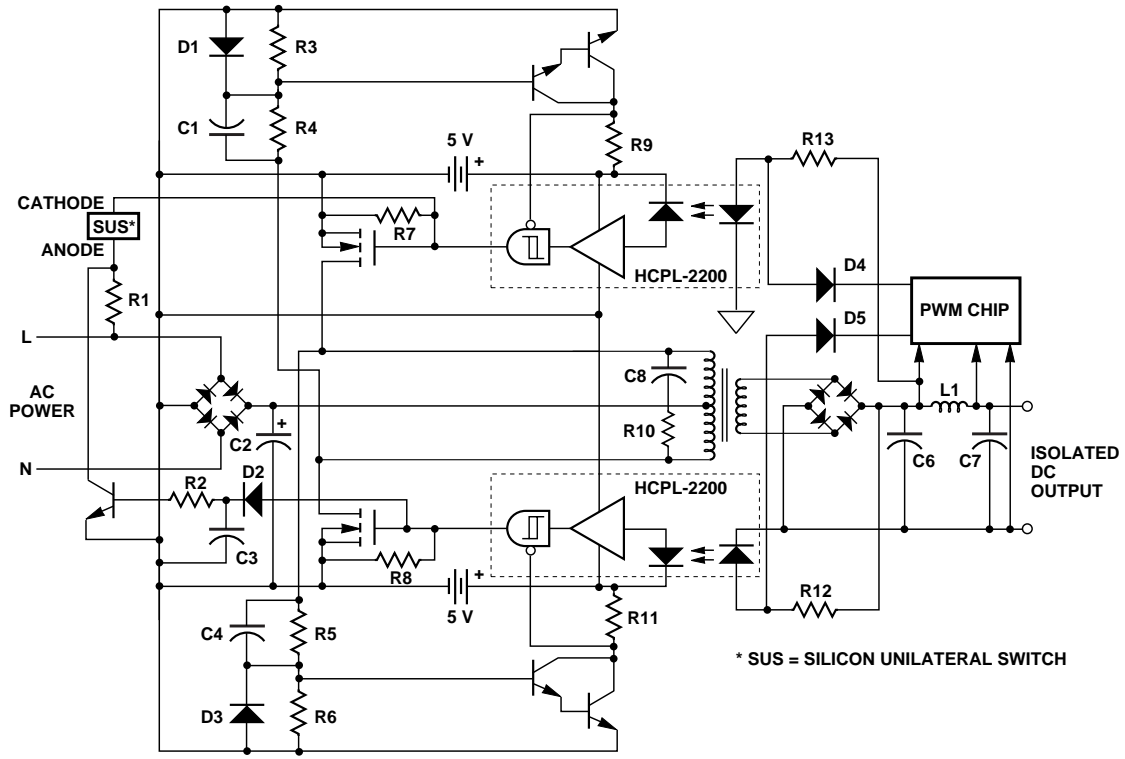 D1
R3
C1
R4
5 V
+
R9
R13
CATHODE
SUS*
ANODE
R7
HCPL-2200
D4
R1
D5
PWM CHIP
L
AC
POWER
C8
L1
+
C2
R10
C6
C7
N
D2
R2
HCPL-2200
ISOLATED
DC
OUTPUT
C3
R8
+
5 V
R12
R11
C4
R5
* SUS = SILICON UNILATERAL SWITCH
D3
R6